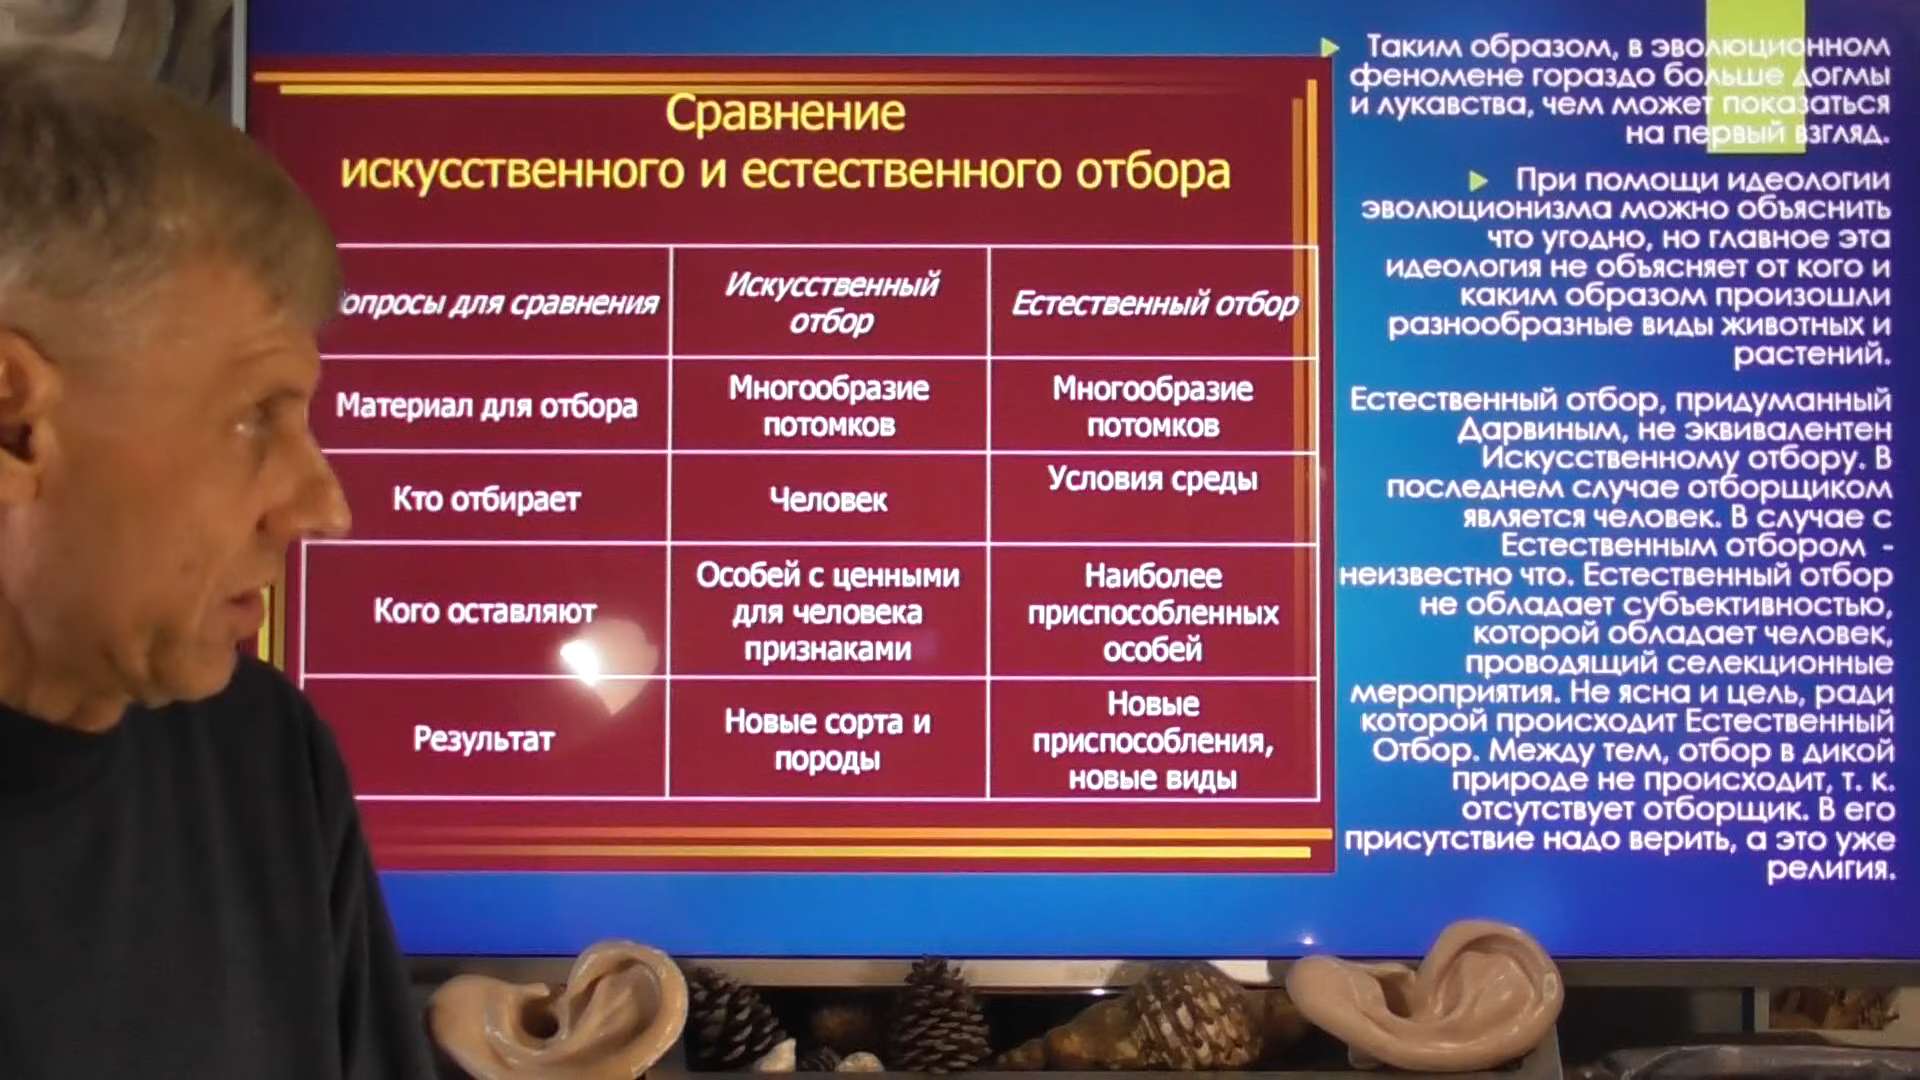 Сравнение
искусственного и естественного отбора
опросы для сравнения
Искусственный
отбор
Естественный отбор
Материал для отбора
Многообразие
потомков
Многообразие
потомков
Кто отбирает
Человек
Условия среды
Кого оставляют
Особей с ценными
для человека
признаками
Наиболее
приспособленных
особей
Результат
Новые сорта и
породы
Новые
приспособления,
новые виды
Таким образом, в эволюционном
феномене гораздо больше догмы
и лукавства, чем может показаться
на первый взгляд.
При помощи идеологии
эволюционизма можно объяснить
что угодно, но главное эта
идеология не объясняет от кого и
каким образом произошли
разнообразные виды животных и
растений.
Естественный отбор, придуманный
Дарвиным, не эквивалентен
Искусственному отбору. В
последнем случае отборщиком
является человек. В случае с
Естественным отбором -
неизвестно что. Естественный отбор
не обладает субъективностью,
которой обладает человек,
проводящий селекционные
мероприятия. Не ясна и цель, ради
которой происходит Естественный
Отбор. Между тем, отбор в дикой
природе не происходит, т. к.
отсутствует отборщик. В его
присутствие надо верить, а это уже
религия.